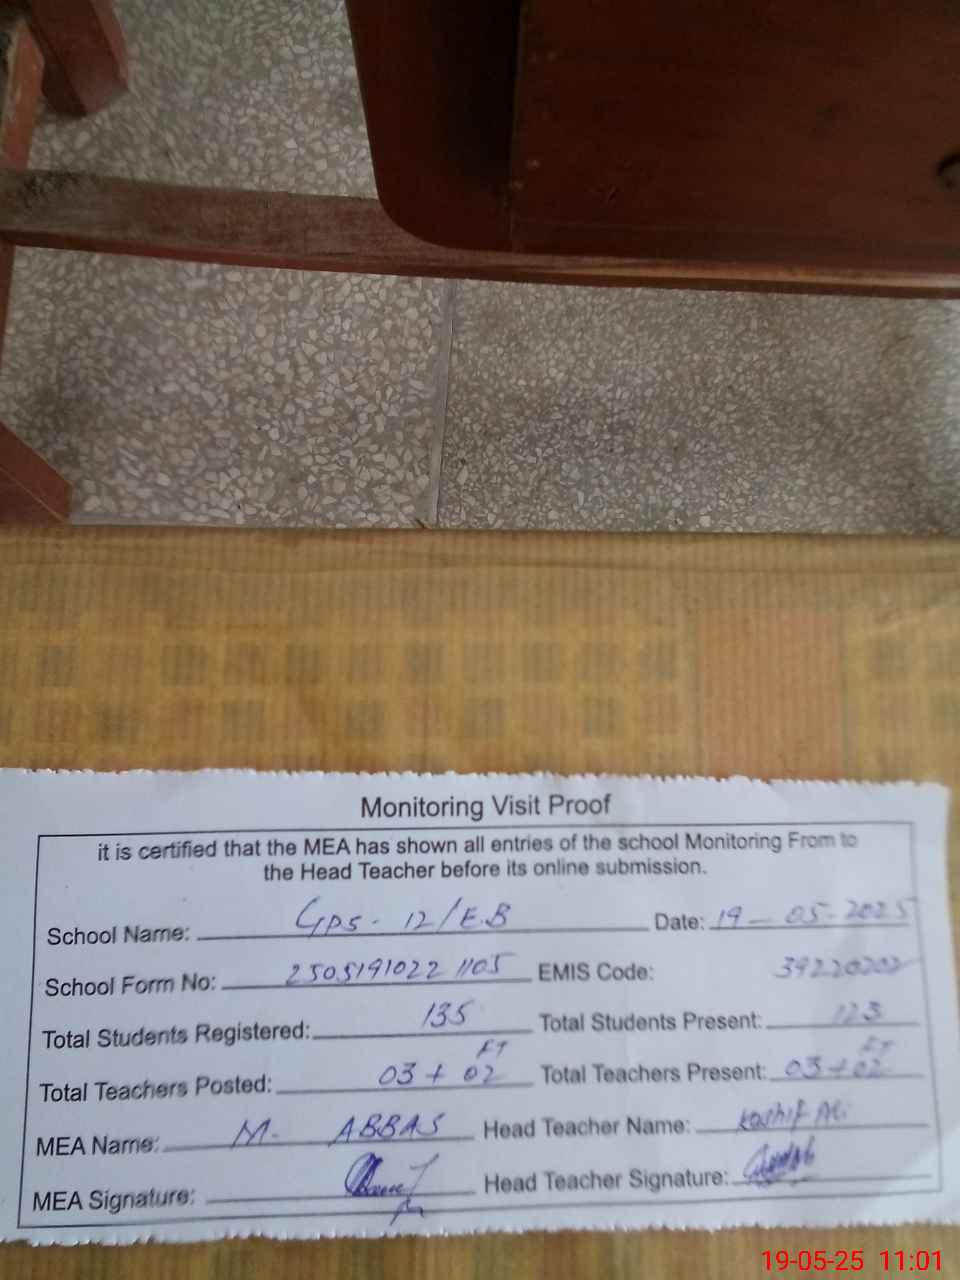 Monitoring Visit Proof
it is certified that the MEA has shown all entries of the school Monitoring From to
the Head Teacher before its online submission.
School Name: GPS - 12/E.B Date: 19-05-2025
School Form No: 2505191022 1105 EMIS Code: 39220202
Total Students Registered: 135 Total Students Present: 123
FT FT
Total Teachers Posted: 03 + 02 Total Teachers Present: 03 + 02
MEA Name: M. ABBAS Head Teacher Name: Kashif Ali
MEA Signature: Head Teacher Signature:
19-05-25 11:01